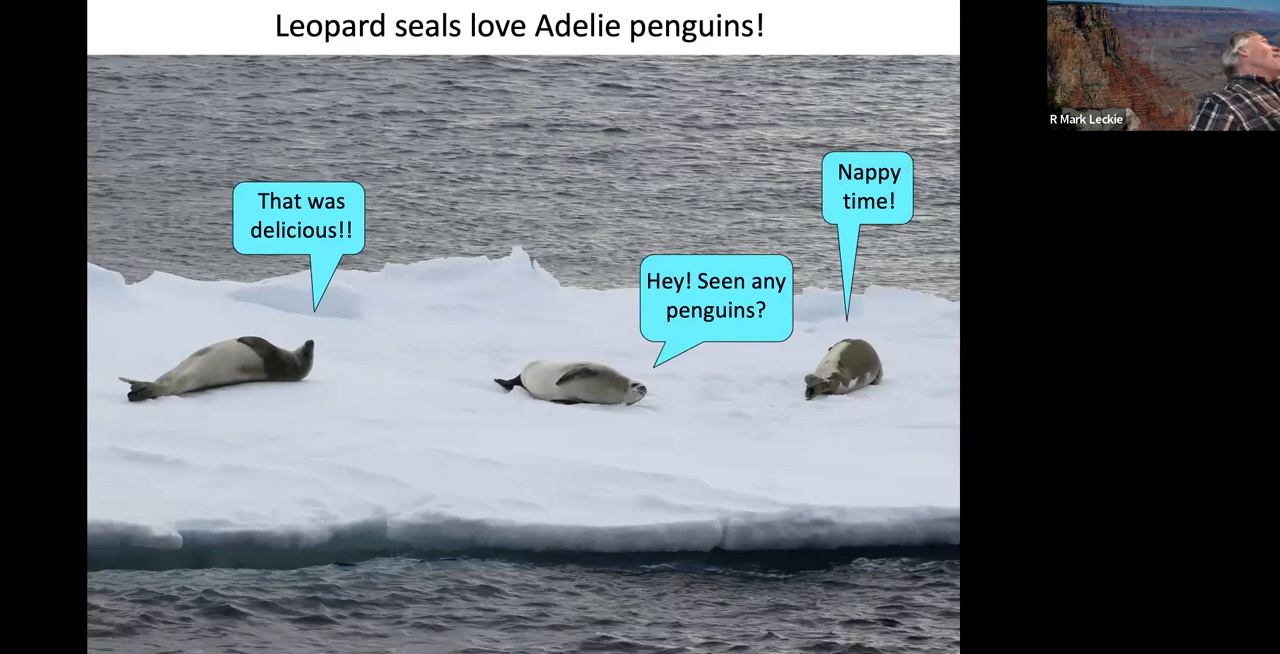 Leopard seals love Adelie penguins!
R Mark Leckie
That was
delicious!!
Hey! Seen any
penguins?
Nappy
time!